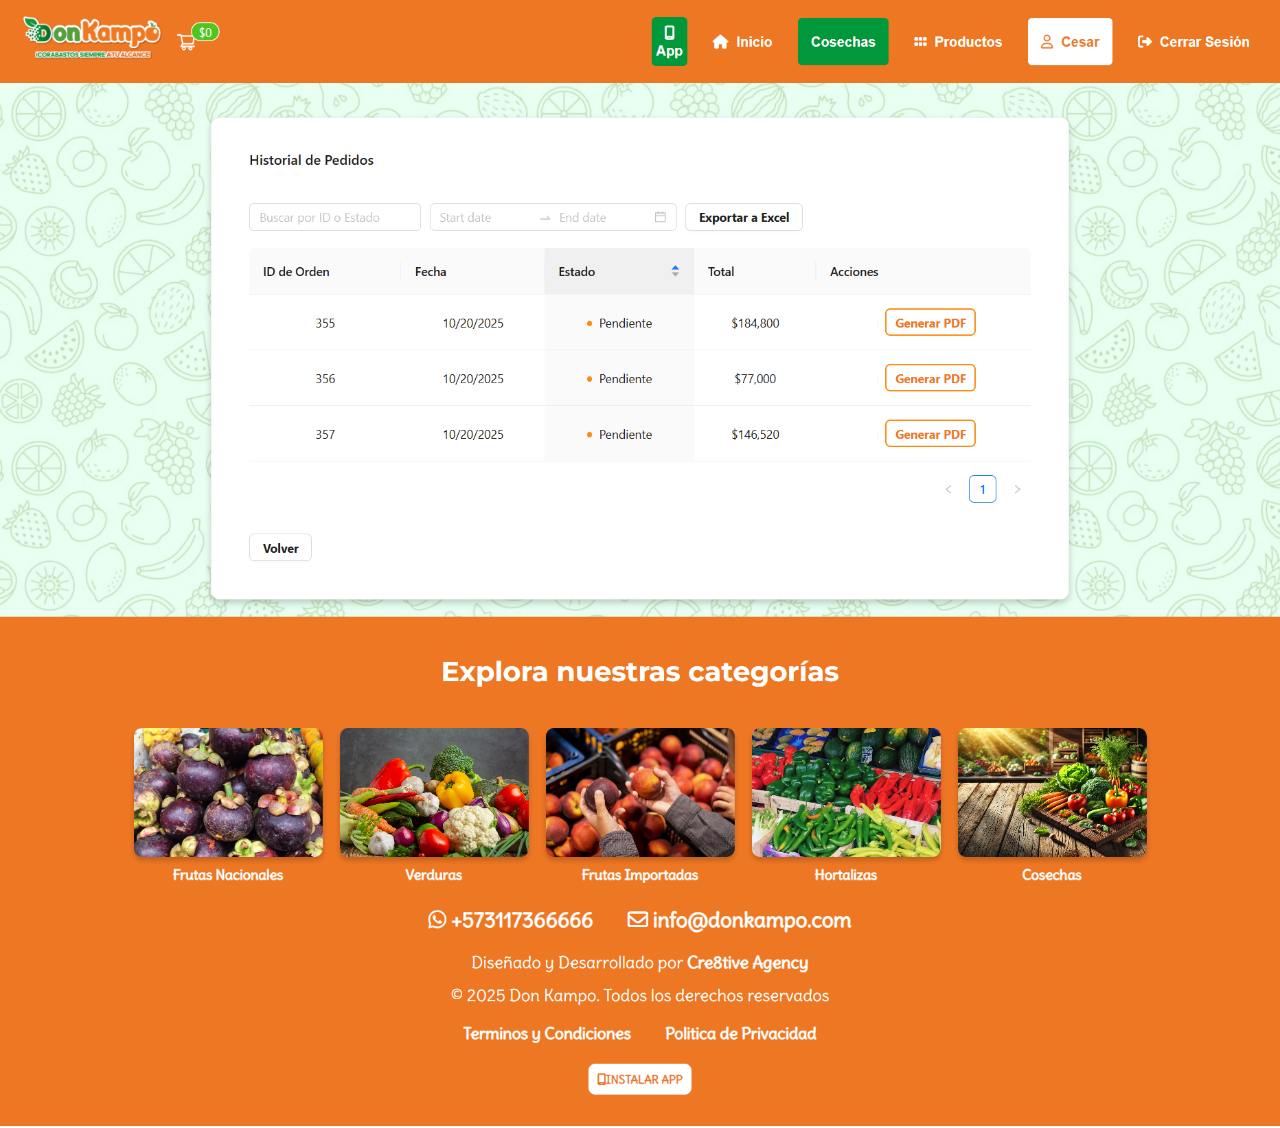 DonKampo
¡CORABASTOS SIEMPRE A TU ALCANCE!
$0
App
Inicio
Cosechas
Productos
Cesar
Cerrar Sesión
Historial de Pedidos
Buscar por ID o Estado
Start date
End date
Exportar a Excel
ID de Orden
Fecha
Estado
Total
Acciones
355 10/20/2025 Pendiente $184,800 Generar PDF
356 10/20/2025 Pendiente $77,000 Generar PDF
357 10/20/2025 Pendiente $146,520 Generar PDF
1
Volver
Explora nuestras categorías
Frutas Nacionales
Verduras
Frutas Importadas
Hortalizas
Cosechas
+573117366666
info@donkampo.com
Diseñado y Desarrollado por Cre8tive Agency
© 2025 Don Kampo. Todos los derechos reservados
Terminos y Condiciones
Politica de Privacidad
INSTALAR APP